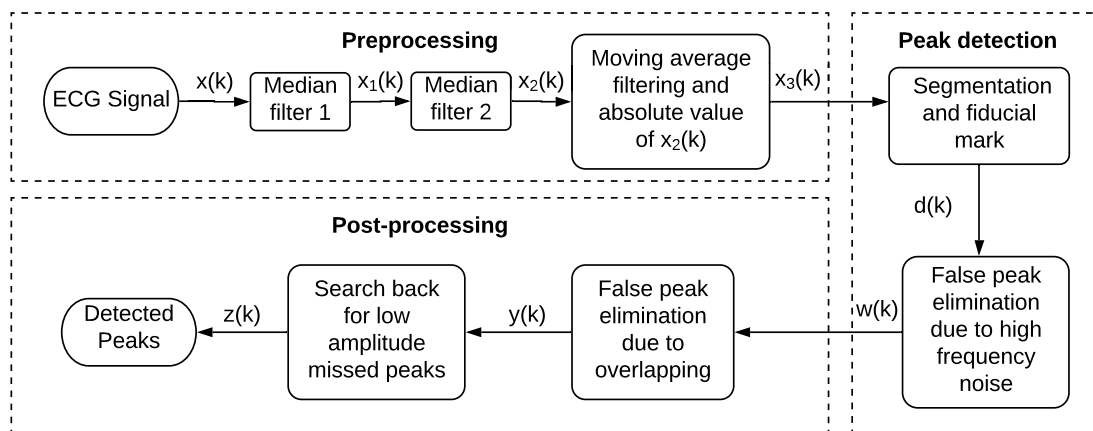 Preprocessing
ECG Signal
x(k)
Median
filter 1
x₁(k)
Median
filter 2
x₂(k)
Moving average
filtering and
absolute value
of x₂(k)
x₃(k)
Peak detection
Segmentation
and fiducial
mark
d(k)
False peak
elimination
due to high
frequency
noise
w(k)
Post-processing
False peak
elimination
due to
overlapping
y(k)
Search back
for low
amplitude
missed peaks
z(k)
Detected
Peaks